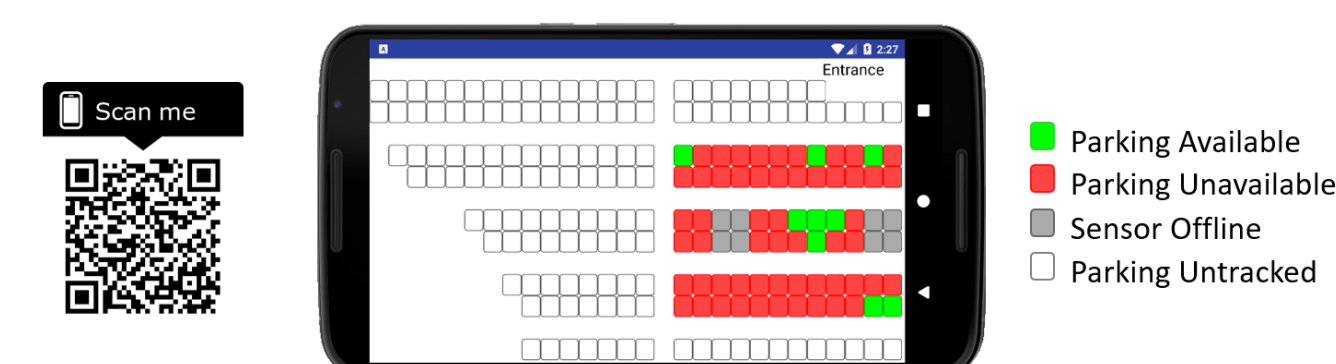 Scan me
A
2:27
Entrance
Parking Available
Parking Unavailable
Sensor Offline
Parking Untracked